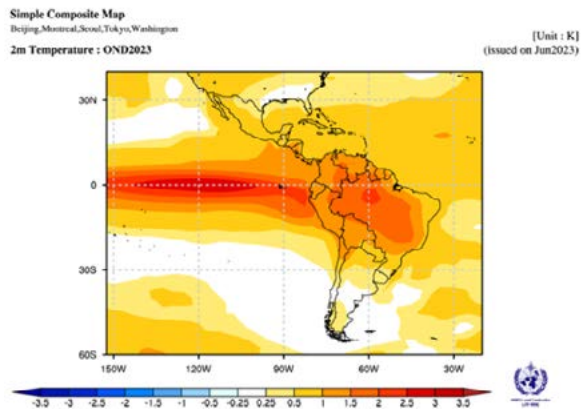 Simple Composite Map
Beijing,Montreal,Seoul,Tokyo,Washington
[Unit : K]
2m Temperature : OND2023
(issued on Jun2023)
30N
0
30S
60S
150W 120W 90W 60W 30W
-3.5 -3 -2.5 -2 -1.5 -1 -0.5 -0.25 0.25 0.5 1 1.5 2 2.5 3 3.5